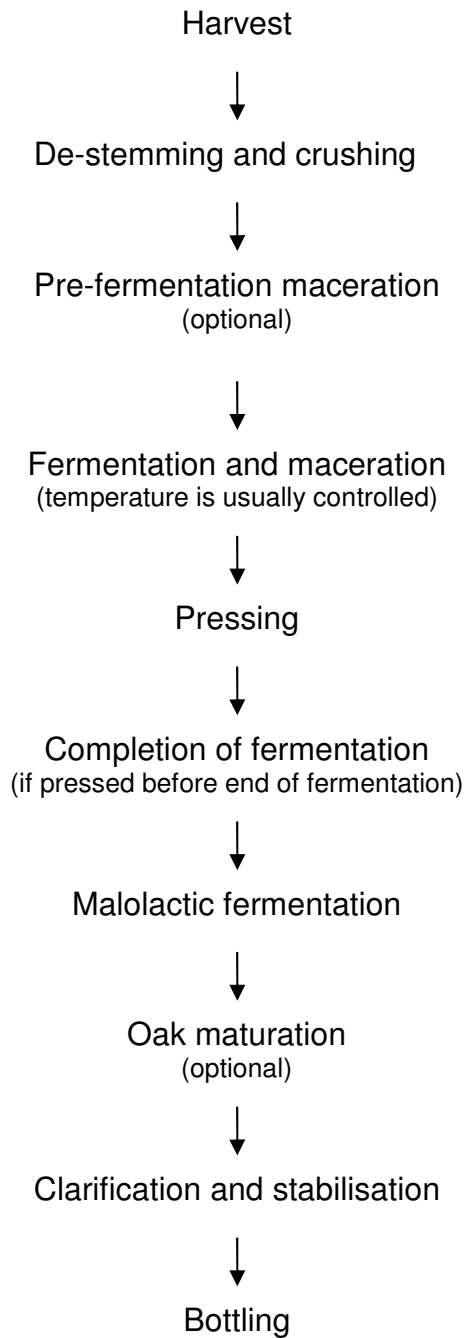 Harvest
De-stemming and crushing
Pre-fermentation maceration
(optional)
Fermentation and maceration
(temperature is usually controlled)
Pressing
Completion of fermentation
(if pressed before end of fermentation)
Malolactic fermentation
Oak maturation
(optional)
Clarification and stabilisation
Bottling